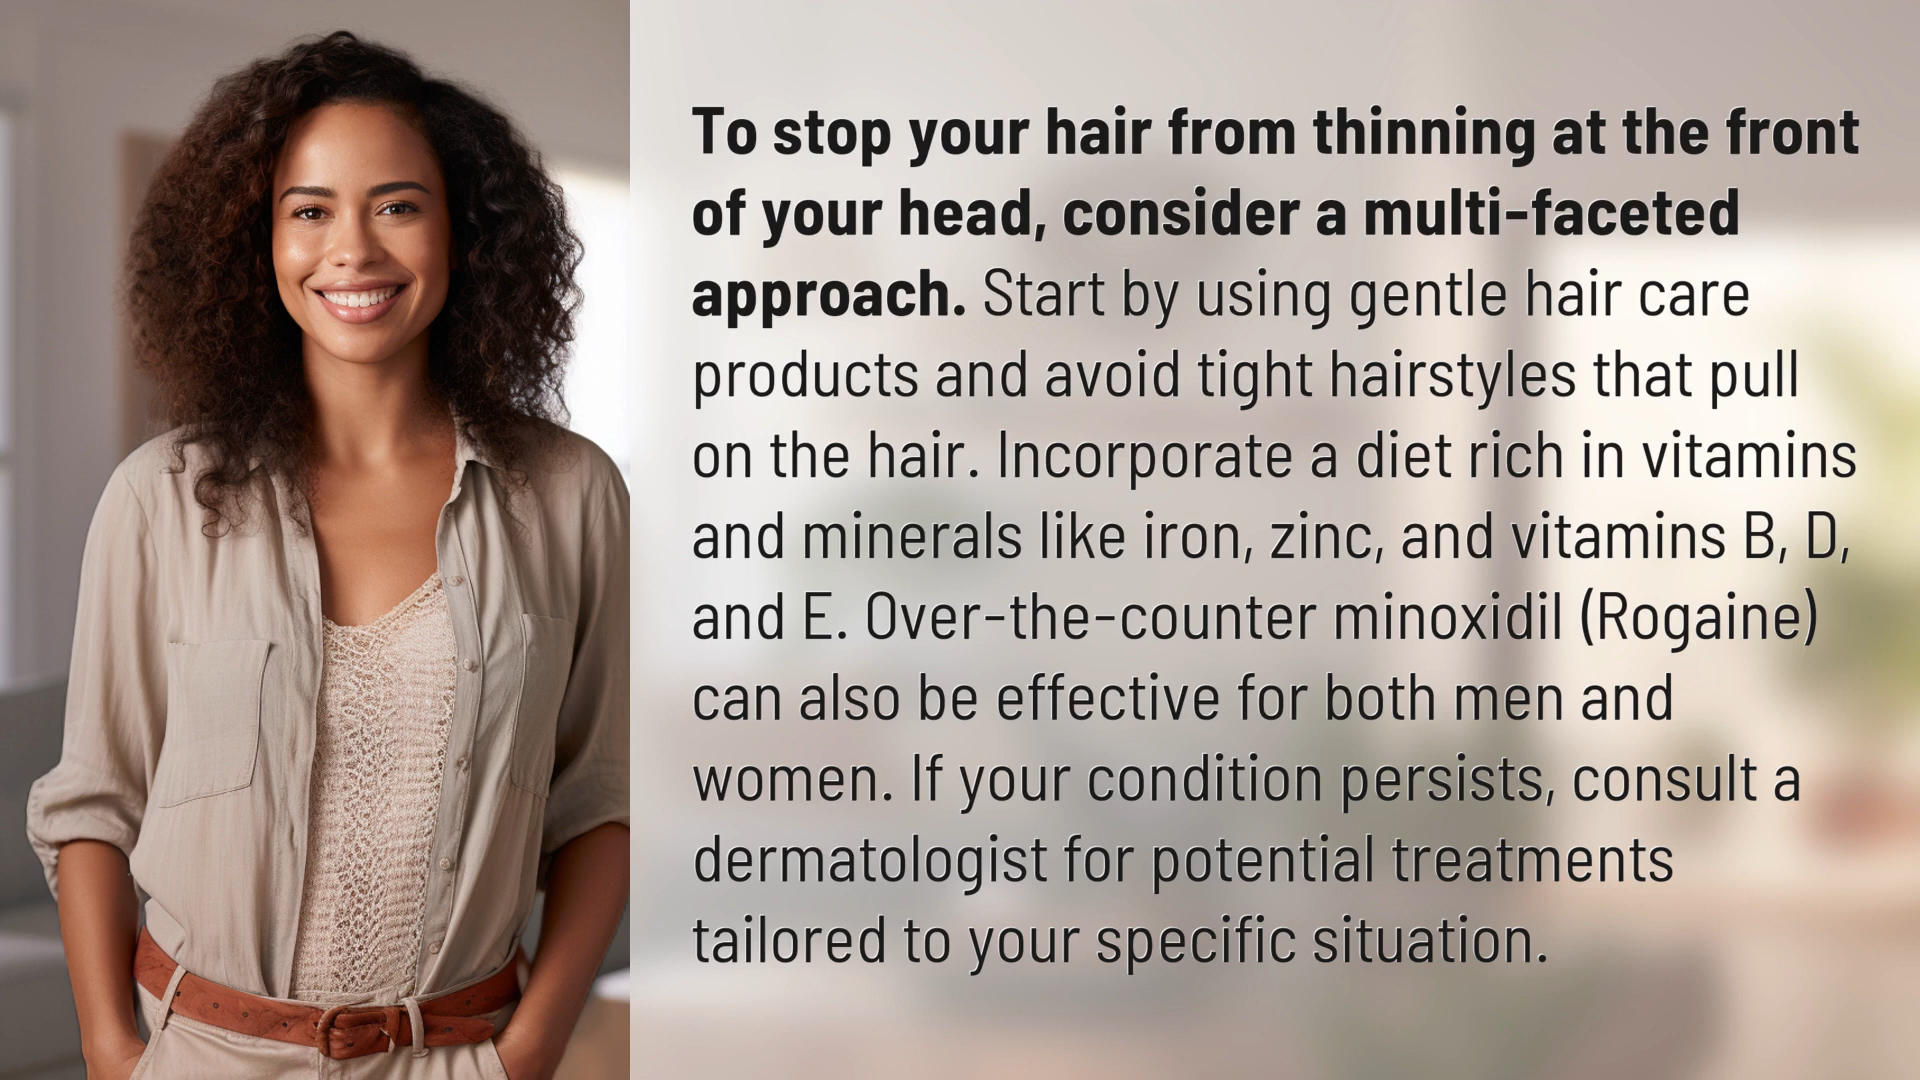 To stop your hair from thinning at the front
of your head, consider a multi-faceted
approach. Start by using gentle hair care
products and avoid tight hairstyles that pull
on the hair. Incorporate a diet rich in vitamins
and minerals like iron, zinc, and vitamins B, D,
and E. Over-the-counter minoxidil (Rogaine)
can also be effective for both men and
women. If your condition persists, consult a
dermatologist for potential treatments
tailored to your specific situation.